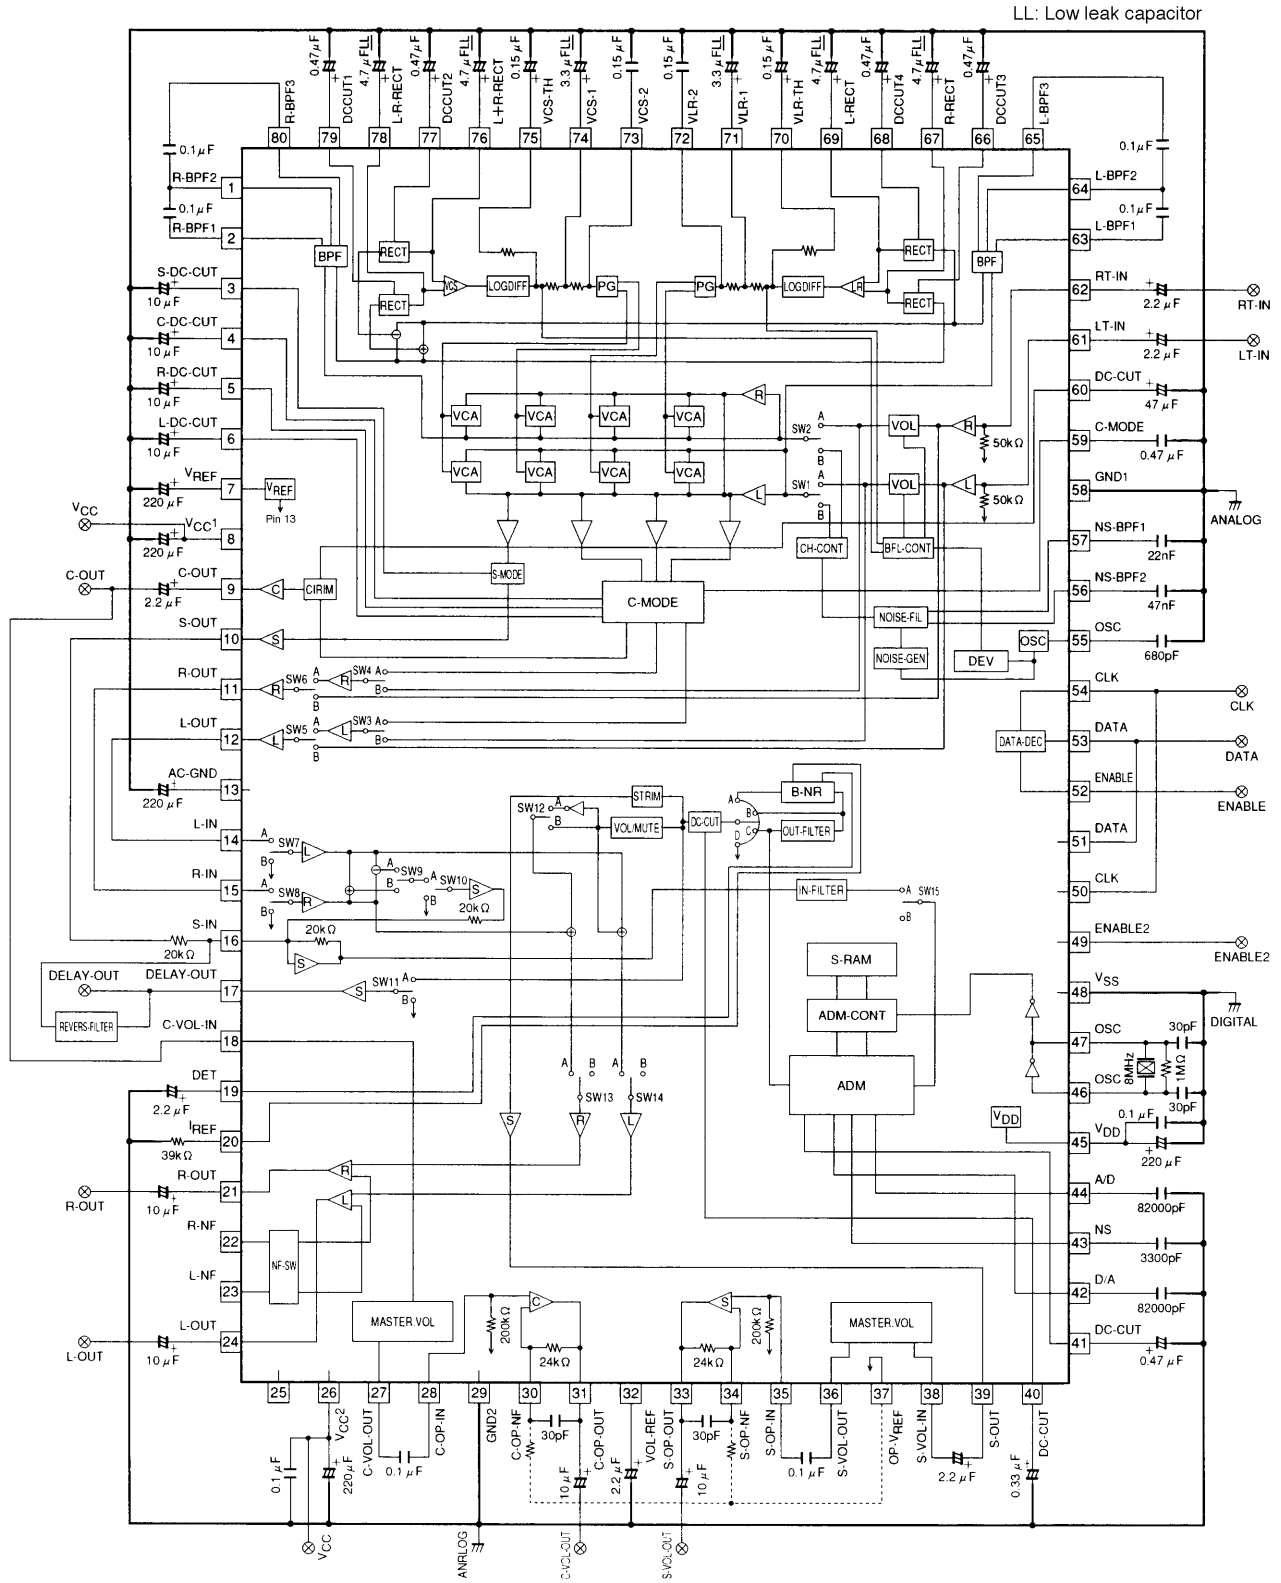 LL: Low leak capacitor
0.47μF
4.7μFLL
0.47μF
4.7μFLL
0.15μF
3.3μFLL
0.15μF
0.15μF
3.3μFLL
0.15μF
4.7μFLL
0.47μF
4.7μFLL
0.47μF
R-BPF3
DCCUT1
L-R-RECT
DCCUT2
L+R-RECT
VCS-TH
VCS-1
VCS-2
VLR-2
VLR-1
VLR-TH
L-RECT
DCCUT4
R-RECT
DCCUT3
L-BPF3
80 79 78 77 76 75 74 73 72 71 70 69 68 67 66 65
0.1μF
R-BPF2
1
0.1μF
R-BPF1
2
S-DC-CUT
3
10μF
C-DC-CUT
4
10μF
R-DC-CUT
5
10μF
L-DC-CUT
6
10μF
VREF
7
220μF
VREF
Pin 13
VCC
VCC1
8
220μF
C-OUT
C-OUT
9
2.2μF
S-OUT
10
R-OUT
11
L-OUT
12
AC-GND
13
220μF
L-IN
14
R-IN
15
S-IN
16
20kΩ
DELAY-OUT
DELAY-OUT
17
REVERS-FILTER
C-VOL-IN
18
DET
19
2.2μF
IREF
20
39kΩ
R-OUT
R-OUT
21
10μF
R-NF
22
L-NF
23
L-OUT
L-OUT
24
10μF
BPF
RECT
RECT
VCS
LOGDIFF
PG
PG
LOGDIFF
LR
RECT
RECT
BPF
VCA VCA VCA VCA
R
VCA VCA VCA VCA
L
SW2
A
B
SW1
A
B
VOL
R
50kΩ
VOL
L
50kΩ
CH-CONT
BFL-CONT
S-MODE
C
CIRIM
C-MODE
S
NOISE-FIL
NOISE-GEN
OSC
DEV
R
SW6
A
B
R
SW4
A
B
L
SW5
A
B
L
SW3
A
B
DATA-DEC
STRIM
SW12
A
B
VOL/MUTE
DC-CUT
A
B
C
D
B-NR
OUT-FILTER
A
B
SW7
L
A
B
SW8
R
A
B
SW9
A
B
SW10
S
20kΩ
20kΩ
S
IN-FILTER
A
B
SW15
S
SW11
A
B
S-RAM
ADM-CONT
ADM
A B
A B
SW13
SW14
S
R
L
R
L
NF-SW
VDD
MASTER.VOL
200kΩ
C
24kΩ
S
24kΩ
200kΩ
MASTER.VOL
64
L-BPF2
0.1μF
0.1μF
63
L-BPF1
62
RT-IN
2.2μF
RT-IN
61
LT-IN
2.2μF
LT-IN
60
DC-CUT
47μF
59
C-MODE
0.47μF
58
GND1
ANALOG
57
NS-BPF1
22nF
56
NS-BPF2
47nF
55
OSC
680pF
54
CLK
CLK
53
DATA
DATA
52
ENABLE
ENABLE
51
DATA
50
CLK
49
ENABLE2
ENABLE2
48
VSS
DIGITAL
47
OSC
30pF
8MHz
1MΩ
46
OSC
30pF
45
VDD
0.1μF
220μF
44
A/D
82000pF
43
NS
3300pF
42
D/A
82000pF
41
DC-CUT
0.47μF
25 26 27 28 29 30 31 32 33 34 35 36 37 38 39 40
VCC2
C-VOL-OUT
C-OP-IN
GND2
C-OP-NF
C-OP-OUT
VOL-REF
S-OP-OUT
S-OP-NF
S-OP-IN
S-VOL-OUT
OP-VREF
S-VOL-IN
S-OUT
DC-CUT
0.1μF
220μF
0.1μF
30pF
10μF
2.2μF
10μF
30pF
0.1μF
2.2μF
0.33μF
VCC
ANRLOG
C-VOL-OUT
S-VOL-OUT